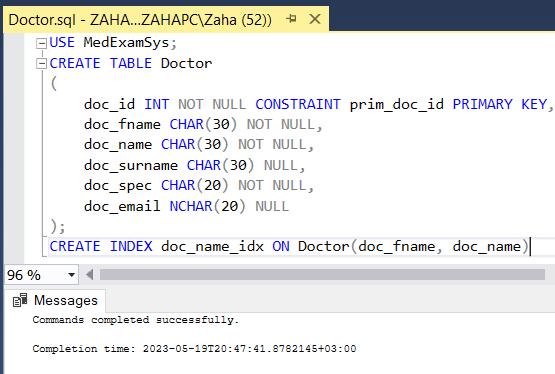 Doctor.sql - ZAHA...ZAHAPC\Zaha (52))
USE MedExamSys;
CREATE TABLE Doctor
(
doc_id INT NOT NULL CONSTRAINT prim_doc_id PRIMARY KEY,
doc_fname CHAR(30) NOT NULL,
doc_name CHAR(30) NOT NULL,
doc_surname CHAR(30) NULL,
doc_spec CHAR(20) NOT NULL,
doc_email NCHAR(20) NULL
);
CREATE INDEX doc_name_idx ON Doctor(doc_fname, doc_name)
96 %
Messages
Commands completed successfully.
Completion time: 2023-05-19T20:47:41.8782145+03:00